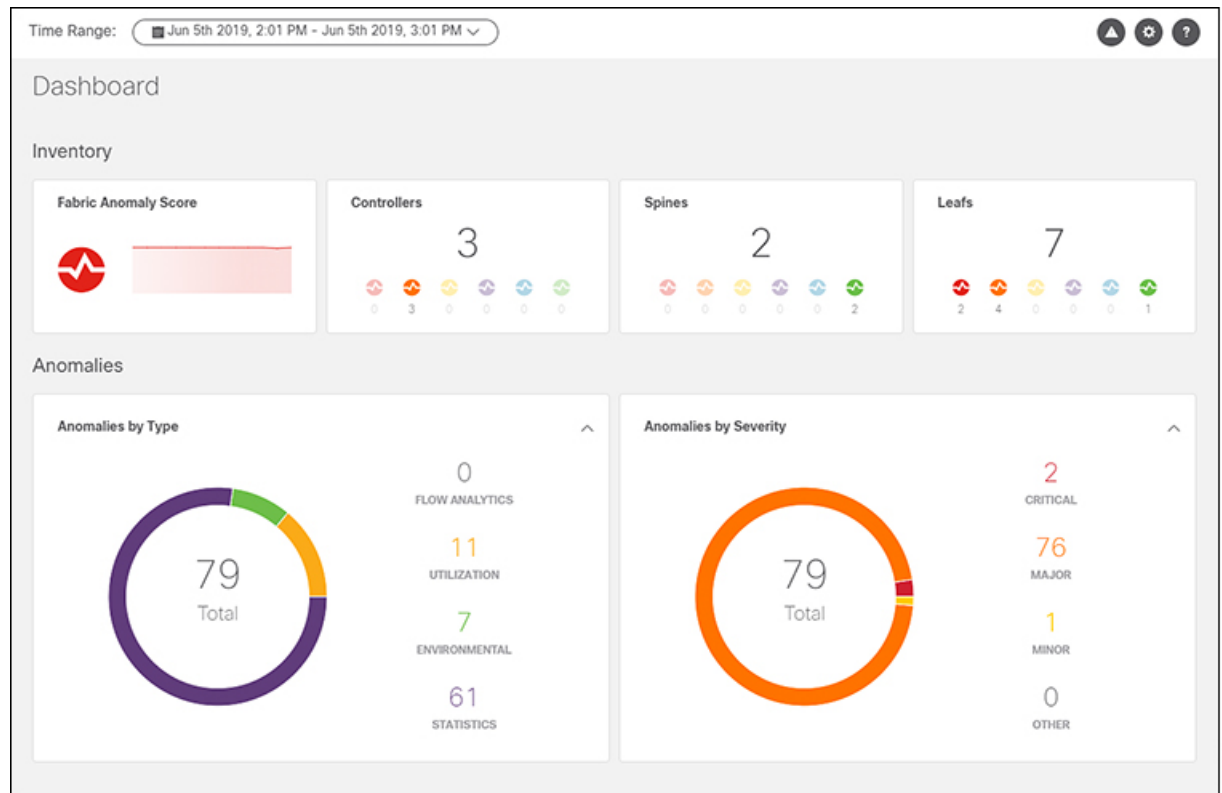 Time Range: Jun 5th 2019, 2:01 PM - Jun 5th 2019, 3:01 PM
?
Dashboard
Inventory
Fabric Anomaly Score
Controllers
3
0 3 0 0 0 0
Spines
2
0 0 0 0 0 2
Leafs
7
2 4 0 0 0 1
Anomalies
Anomalies by Type
79
Total
0
FLOW ANALYTICS
11
UTILIZATION
7
ENVIRONMENTAL
61
STATISTICS
Anomalies by Severity
79
Total
2
CRITICAL
76
MAJOR
1
MINOR
0
OTHER